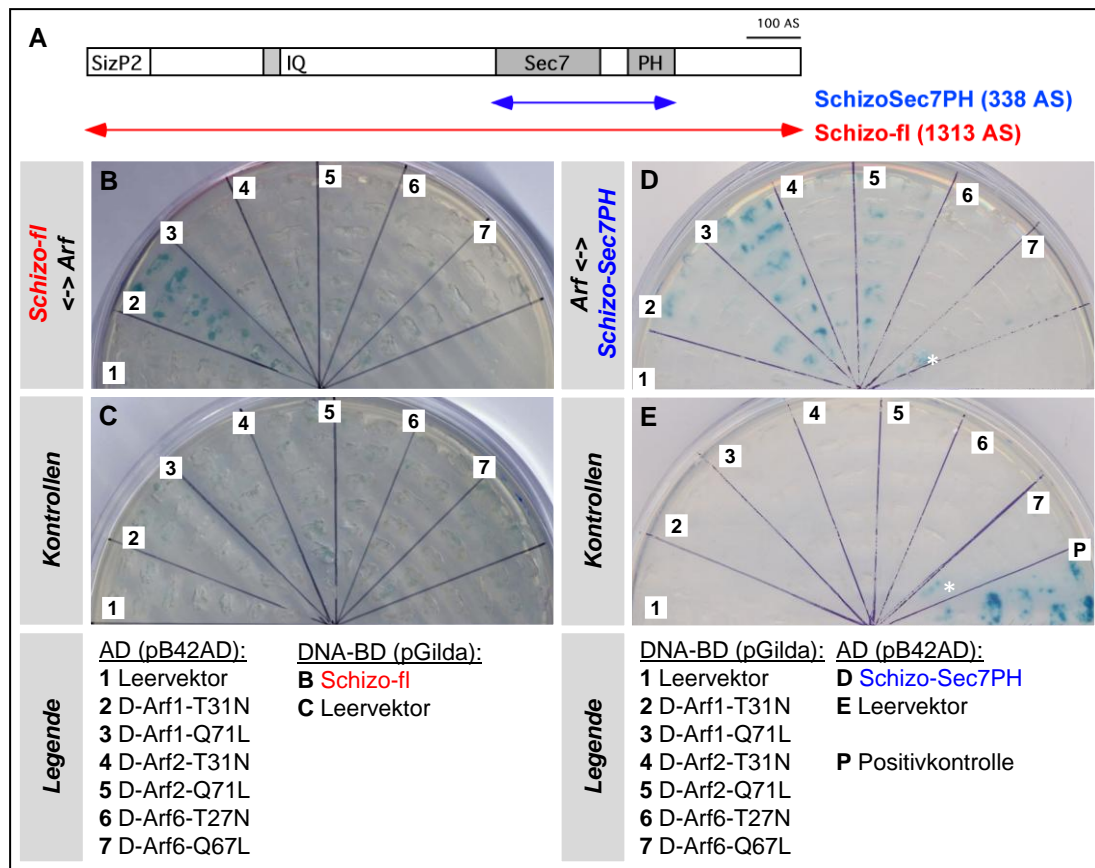 A
100 AS
SizP2
IQ
Sec7
PH
SchizoSec7PH (338 AS)
Schizo-fl (1313 AS)
Schizo-fl
<-> Arf
B
1
2
3
4
5
6
7
Arf <->
Schizo-Sec7PH
D
1
2
3
4
5
6
7
*
Kontrollen
C
1
2
3
4
5
6
7
Kontrollen
E
1
2
3
4
5
6
7
P
*
Legende
AD (pB42AD):
1 Leervektor
2 D-Arf1-T31N
3 D-Arf1-Q71L
4 D-Arf2-T31N
5 D-Arf2-Q71L
6 D-Arf6-T27N
7 D-Arf6-Q67L
DNA-BD (pGilda):
B Schizo-fl
C Leervektor
Legende
DNA-BD (pGilda):
1 Leervektor
2 D-Arf1-T31N
3 D-Arf1-Q71L
4 D-Arf2-T31N
5 D-Arf2-Q71L
6 D-Arf6-T27N
7 D-Arf6-Q67L
AD (pB42AD):
D Schizo-Sec7PH
E Leervektor
P Positivkontrolle